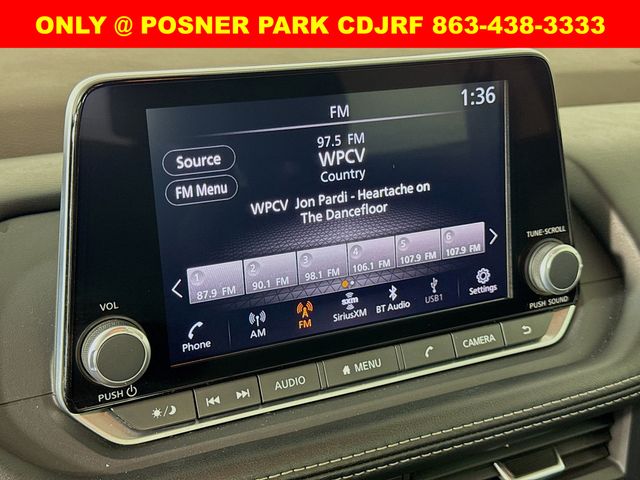 ONLY @ POSNER PARK CDJRF 863-438-3333
1:36
FM
97.5 FM
WPCV
Country
Source
FM Menu
WPCV Jon Pardi - Heartache on
The Dancefloor
1 2 3 4 5 6
87.9 FM 90.1 FM 98.1 FM 106.1 FM 107.9 FM 107.9 FM
Phone AM FM SiriusXM BT Audio USB1 Settings
sxm
VOL
PUSH
TUNE·SCROLL
PUSH SOUND
AUDIO MENU CAMERA